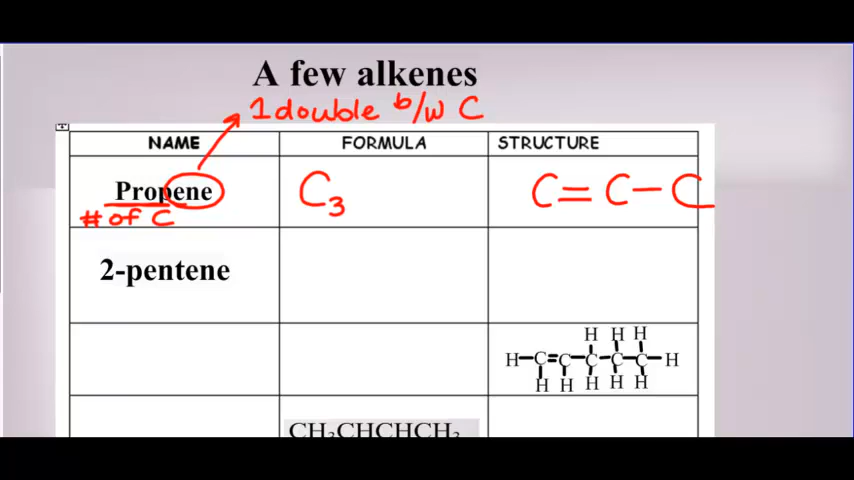 A few alkenes
1 double b/w C
NAME FORMULA STRUCTURE
Propene C3 C=C-C
# of C
2-pentene
H H H
H-C=C-C-C-C-H
H H H H H
CH3CHCHCH3